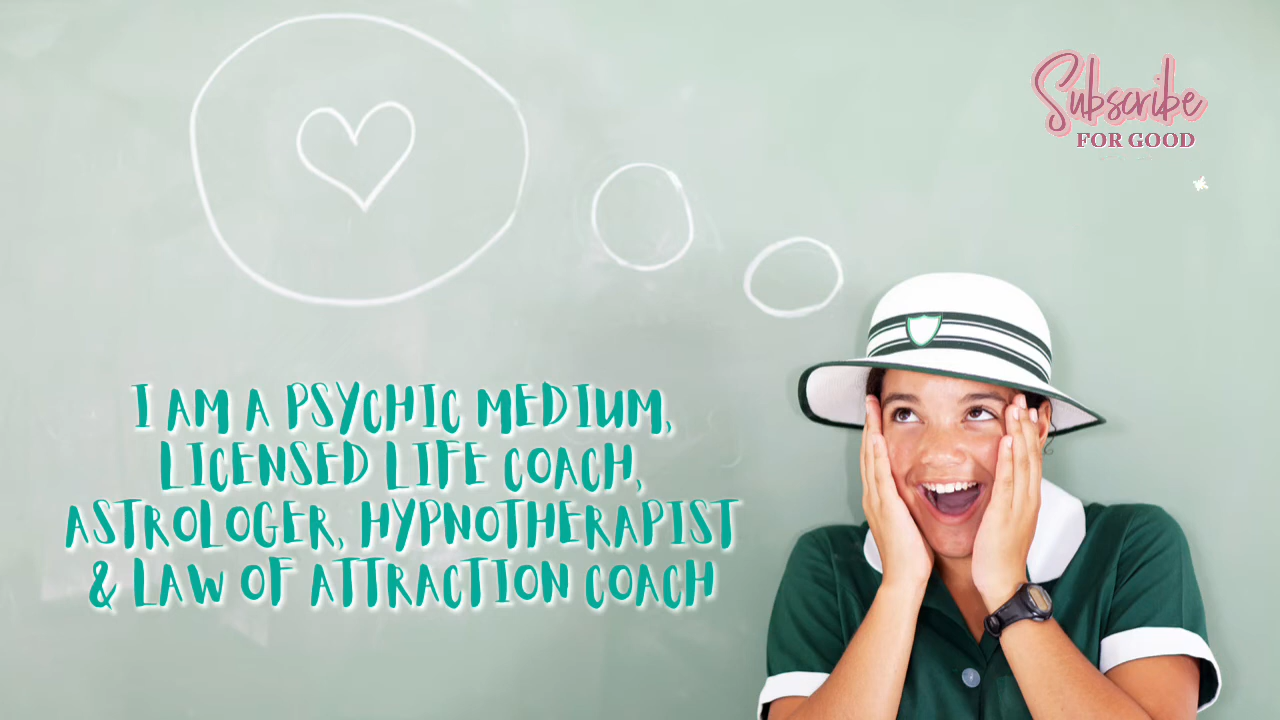 Subscribe
FOR GOOD
I AM A PSYCHIC MEDIUM,
LICENSED LIFE COACH,
ASTROLOGER, HYPNOTHERAPIST
& LAW OF ATTRACTION COACH